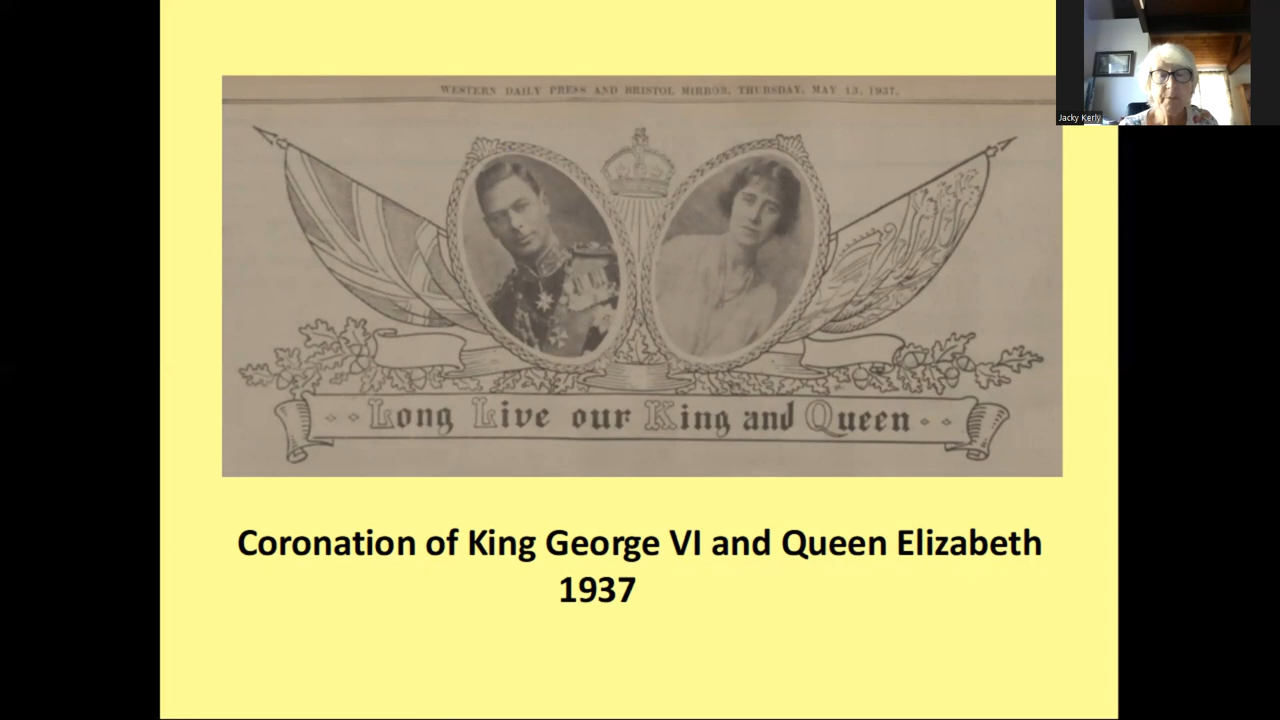 WESTERN DAILY PRESS AND BRISTOL MIRROR, THURSDAY, MAY 13, 1937.
Jacky Kerly
Long Live our King and Queen
Coronation of King George VI and Queen Elizabeth
1937